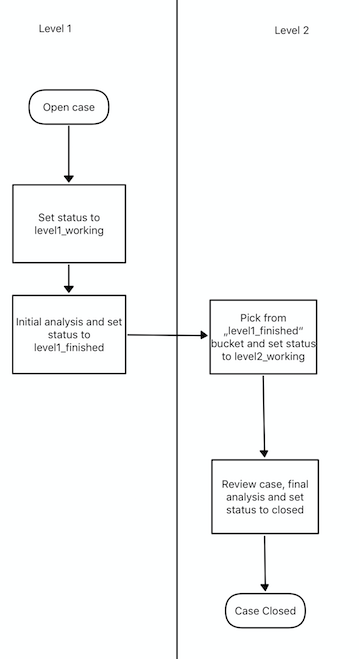 Level 1
Level 2
Open case
Set status to
level1_working
Initial analysis and set
status to
level1_finished
Pick from
„level1_finished“
bucket and set status
to level2_working
Review case, final
analysis and set
status to closed
Case Closed